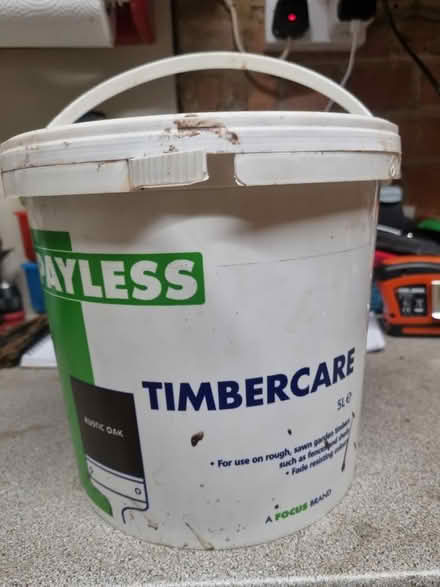 PAYLESS
TIMBERCARE
5L ℮
RUSTIC OAK
• For use on rough, sawn garden timber
such as fences and sheds
• Fade resisting colours
A FOCUS BRAND